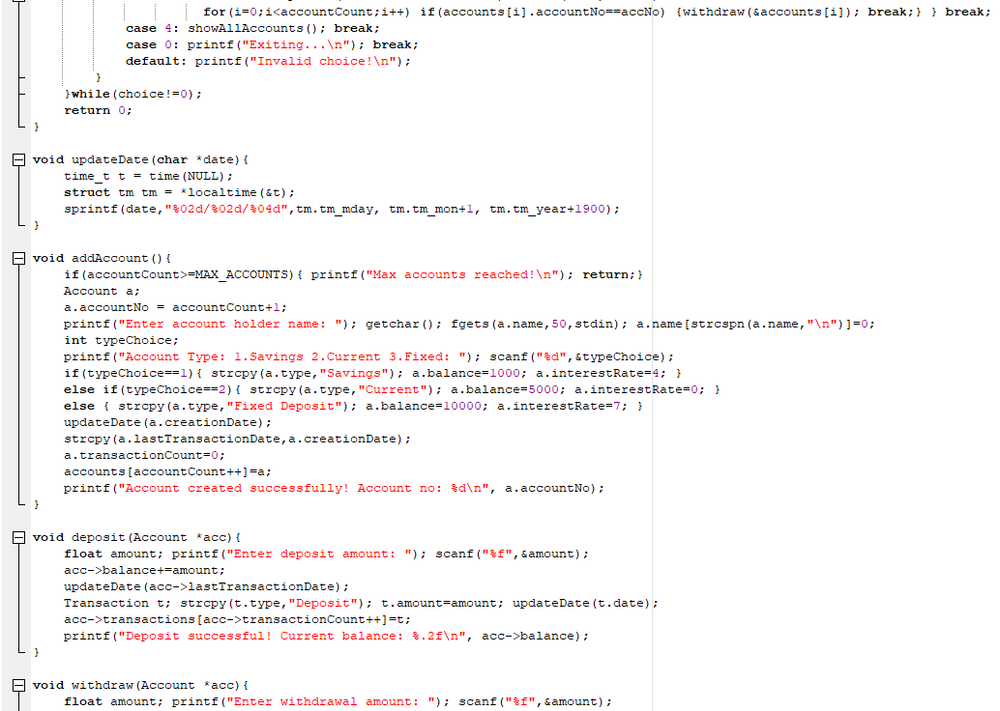 for(i=0;i<accountCount;i++) if(accounts[i].accountNo==accNo) {withdraw(&accounts[i]); break;} } break;
case 4: showAllAccounts(); break;
case 0: printf("Exiting...\n"); break;
default: printf("Invalid choice!\n");
}
}while(choice!=0);
return 0;
}
void updateDate(char *date){
time_t t = time(NULL);
struct tm tm = *localtime(&t);
sprintf(date,"%02d/%02d/%04d",tm.tm_mday, tm.tm_mon+1, tm.tm_year+1900);
}
void addAccount(){
if(accountCount>=MAX_ACCOUNTS){ printf("Max accounts reached!\n"); return;}
Account a;
a.accountNo = accountCount+1;
printf("Enter account holder name: "); getchar(); fgets(a.name,50,stdin); a.name[strcspn(a.name,"\n")]=0;
int typeChoice;
printf("Account Type: 1.Savings 2.Current 3.Fixed: "); scanf("%d",&typeChoice);
if(typeChoice==1){ strcpy(a.type,"Savings"); a.balance=1000; a.interestRate=4; }
else if(typeChoice==2){ strcpy(a.type,"Current"); a.balance=5000; a.interestRate=0; }
else { strcpy(a.type,"Fixed Deposit"); a.balance=10000; a.interestRate=7; }
updateDate(a.creationDate);
strcpy(a.lastTransactionDate,a.creationDate);
a.transactionCount=0;
accounts[accountCount++]=a;
printf("Account created successfully! Account no: %d\n", a.accountNo);
}
void deposit(Account *acc){
float amount; printf("Enter deposit amount: "); scanf("%f",&amount);
acc->balance+=amount;
updateDate(acc->lastTransactionDate);
Transaction t; strcpy(t.type,"Deposit"); t.amount=amount; updateDate(t.date);
acc->transactions[acc->transactionCount++]=t;
printf("Deposit successful! Current balance: %.2f\n", acc->balance);
}
void withdraw(Account *acc){
float amount; printf("Enter withdrawal amount: "); scanf("%f",&amount);